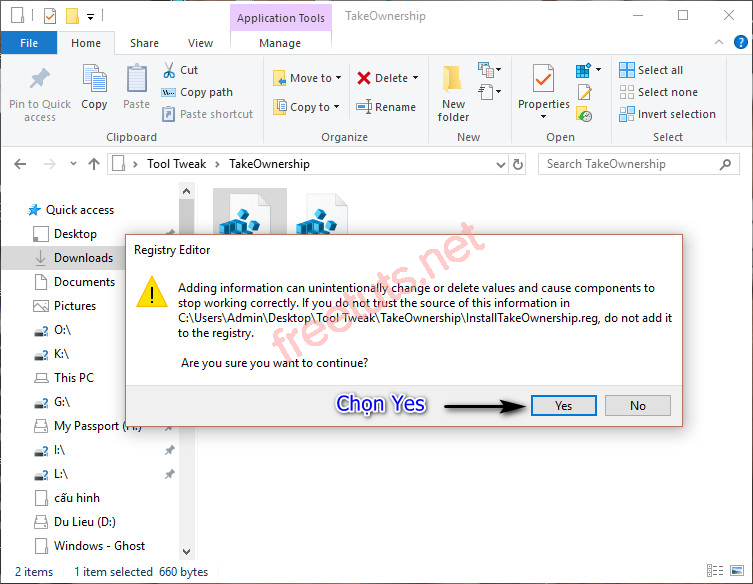 Application Tools
TakeOwnership
File
Home
Share
View
Manage
Pin to Quick
access
Copy
Paste
Cut
Copy path
Paste shortcut
Clipboard
Move to
Copy to
Delete
Rename
Organize
New
folder
New
Properties
Open
Select all
Select none
Invert selection
Select
Tool Tweak
TakeOwnership
Search TakeOwnership
Quick access
Desktop
Downloads
Documents
Pictures
O:\
K:\
This PC
G:\
My Passport (H:)
I:\
L:\
cấu hinh
Du Lieu (D:)
Windows - Ghost
Registry Editor
Adding information can unintentionally change or delete values and cause components to
stop working correctly. If you do not trust the source of this information in
C:\Users\Admin\Desktop\Tool Tweak\TakeOwnership\InstallTakeOwnership.reg, do not add it
to the registry.
Are you sure you want to continue?
Chọn Yes
Yes
No
freetuts.net
2 items
1 item selected 660 bytes